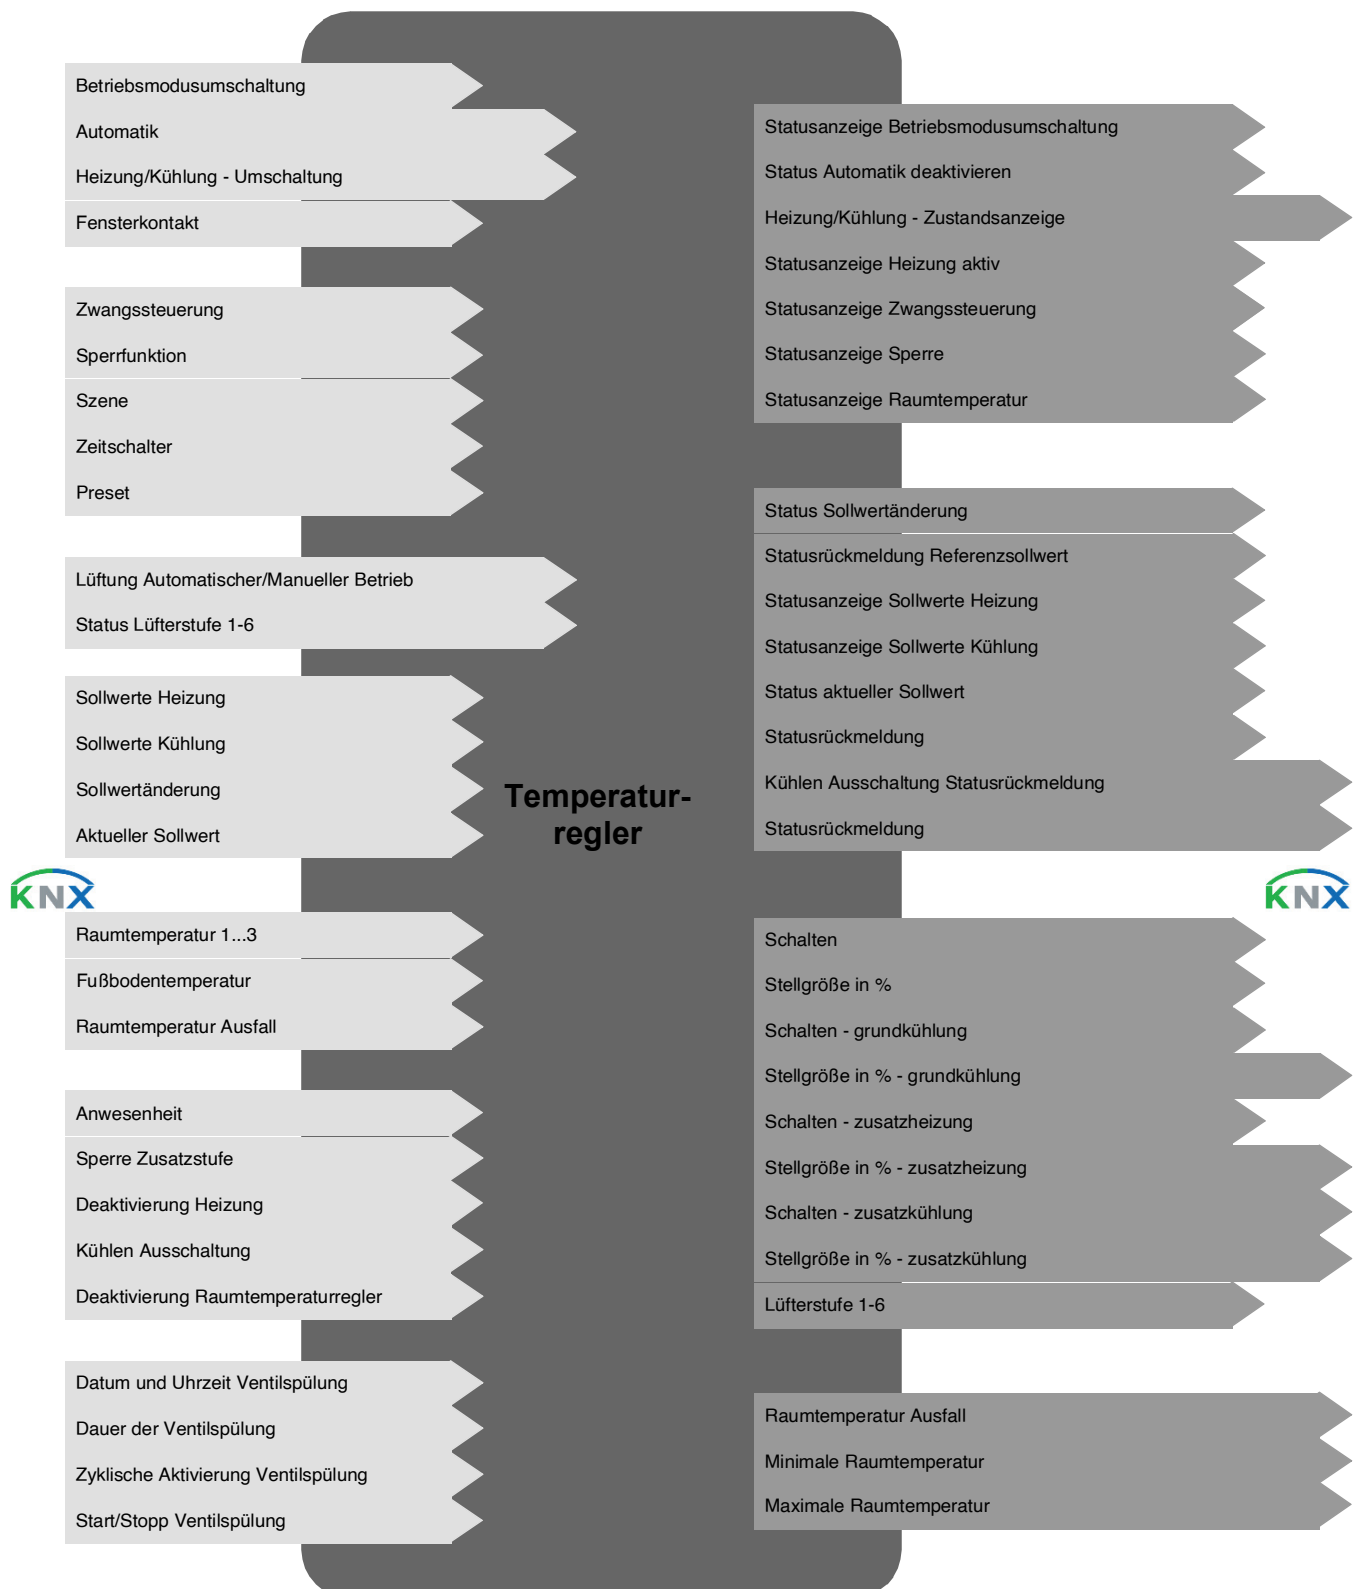 Betriebsmodusumschaltung
Automatik
Heizung/Kühlung - Umschaltung
Fensterkontakt
Zwangssteuerung
Sperrfunktion
Szene
Zeitschalter
Preset
Lüftung Automatischer/Manueller Betrieb
Status Lüfterstufe 1-6
Sollwerte Heizung
Sollwerte Kühlung
Sollwertänderung
Aktueller Sollwert
KNX
Raumtemperatur 1...3
Fußbodentemperatur
Raumtemperatur Ausfall
Anwesenheit
Sperre Zusatzstufe
Deaktivierung Heizung
Kühlen Ausschaltung
Deaktivierung Raumtemperaturregler
Datum und Uhrzeit Ventilspülung
Dauer der Ventilspülung
Zyklische Aktivierung Ventilspülung
Start/Stopp Ventilspülung
Temperatur-
regler
Statusanzeige Betriebsmodusumschaltung
Status Automatik deaktivieren
Heizung/Kühlung - Zustandsanzeige
Statusanzeige Heizung aktiv
Statusanzeige Zwangssteuerung
Statusanzeige Sperre
Statusanzeige Raumtemperatur
Status Sollwertänderung
Statusrückmeldung Referenzsollwert
Statusanzeige Sollwerte Heizung
Statusanzeige Sollwerte Kühlung
Status aktueller Sollwert
Statusrückmeldung
Kühlen Ausschaltung Statusrückmeldung
Statusrückmeldung
KNX
Schalten
Stellgröße in %
Schalten - grundkühlung
Stellgröße in % - grundkühlung
Schalten - zusatzheizung
Stellgröße in % - zusatzheizung
Schalten - zusatzkühlung
Stellgröße in % - zusatzkühlung
Lüfterstufe 1-6
Raumtemperatur Ausfall
Minimale Raumtemperatur
Maximale Raumtemperatur